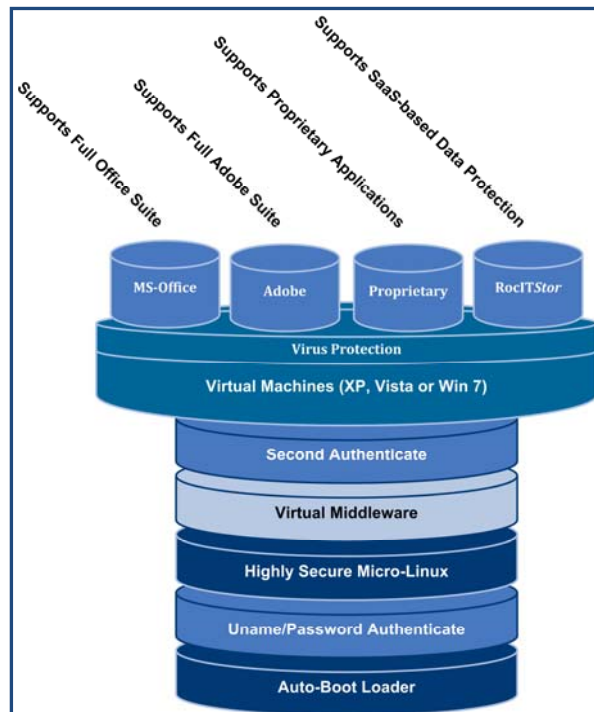 Supports Full Office Suite
Supports Full Adobe Suite
Supports Proprietary Applications
Supports SaaS-based Data Protection
MS-Office
Adobe
Proprietary
RocITStor
Virus Protection
Virtual Machines (XP, Vista or Win 7)
Second Authenticate
Virtual Middleware
Highly Secure Micro-Linux
Uname/Password Authenticate
Auto-Boot Loader